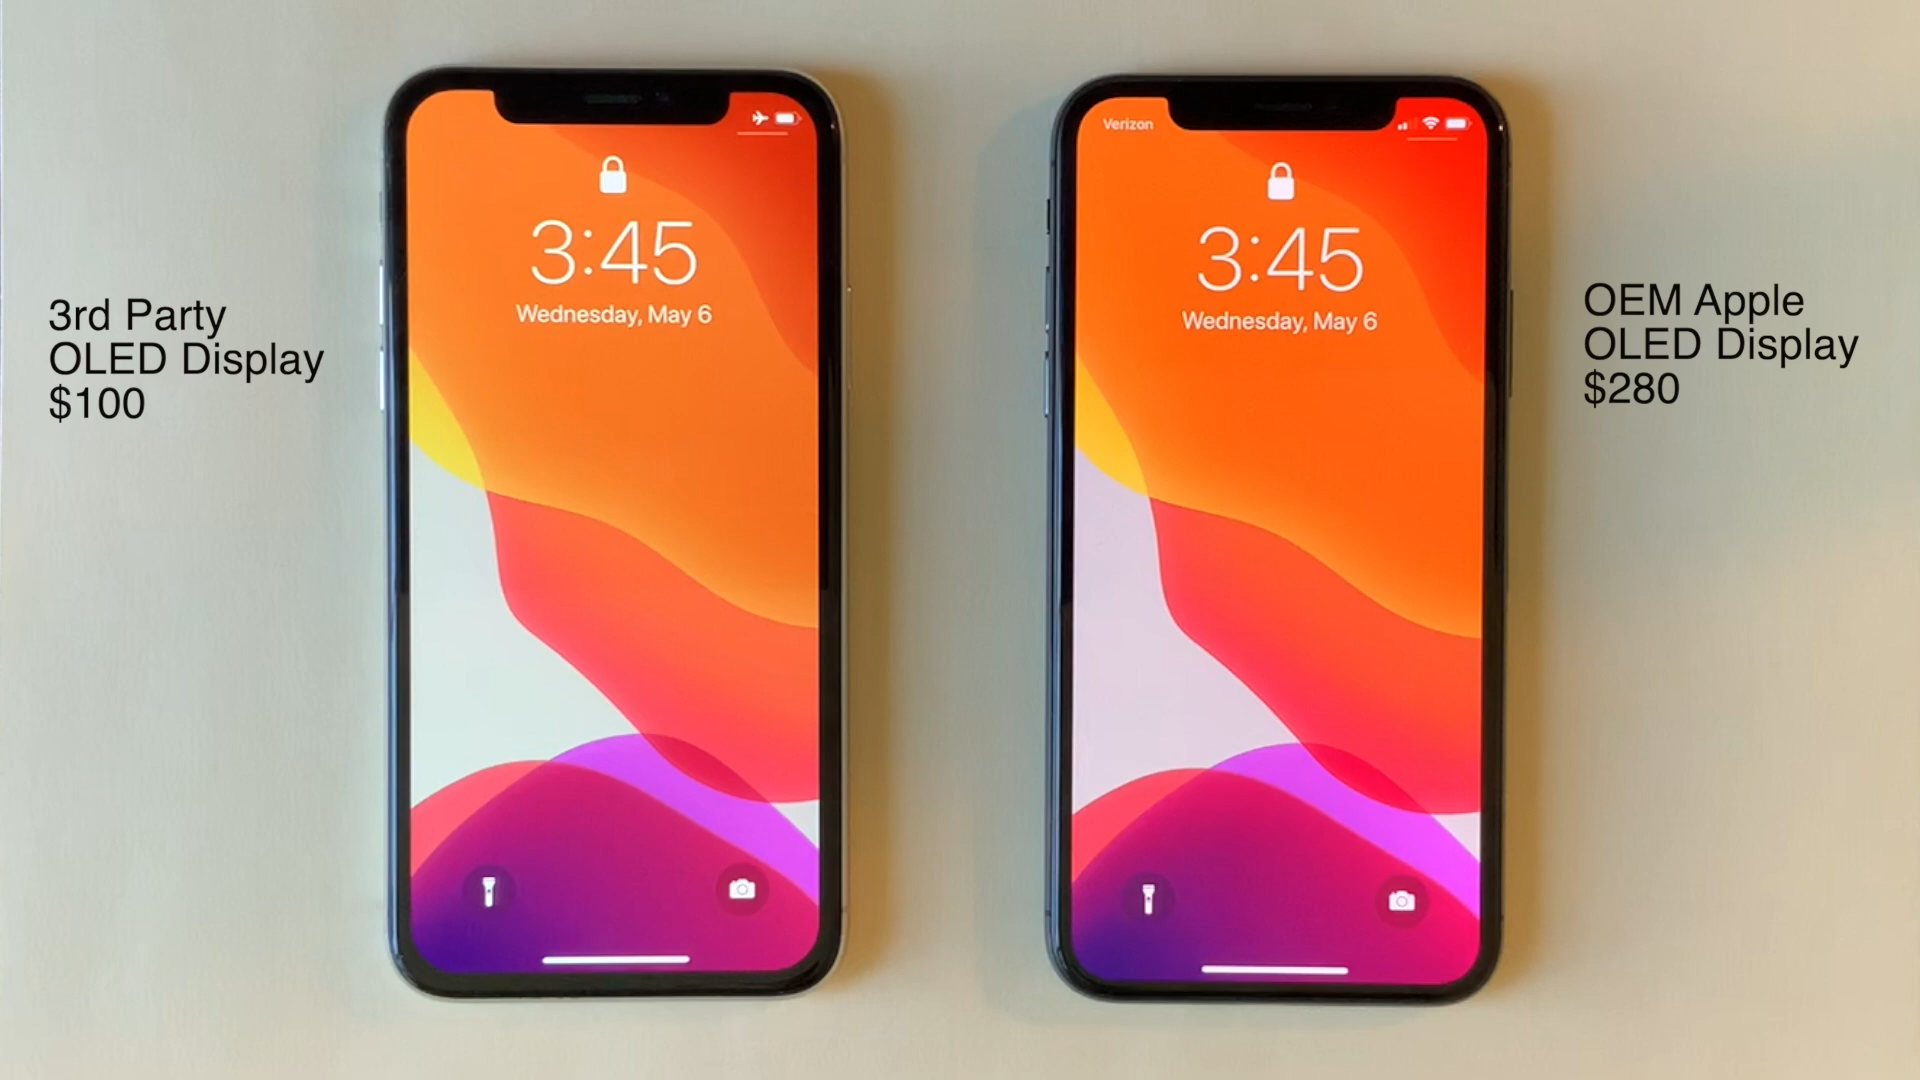 3rd Party
OLED Display
$100
3:45
Wednesday, May 6
Verizon
3:45
Wednesday, May 6
OEM Apple
OLED Display
$280